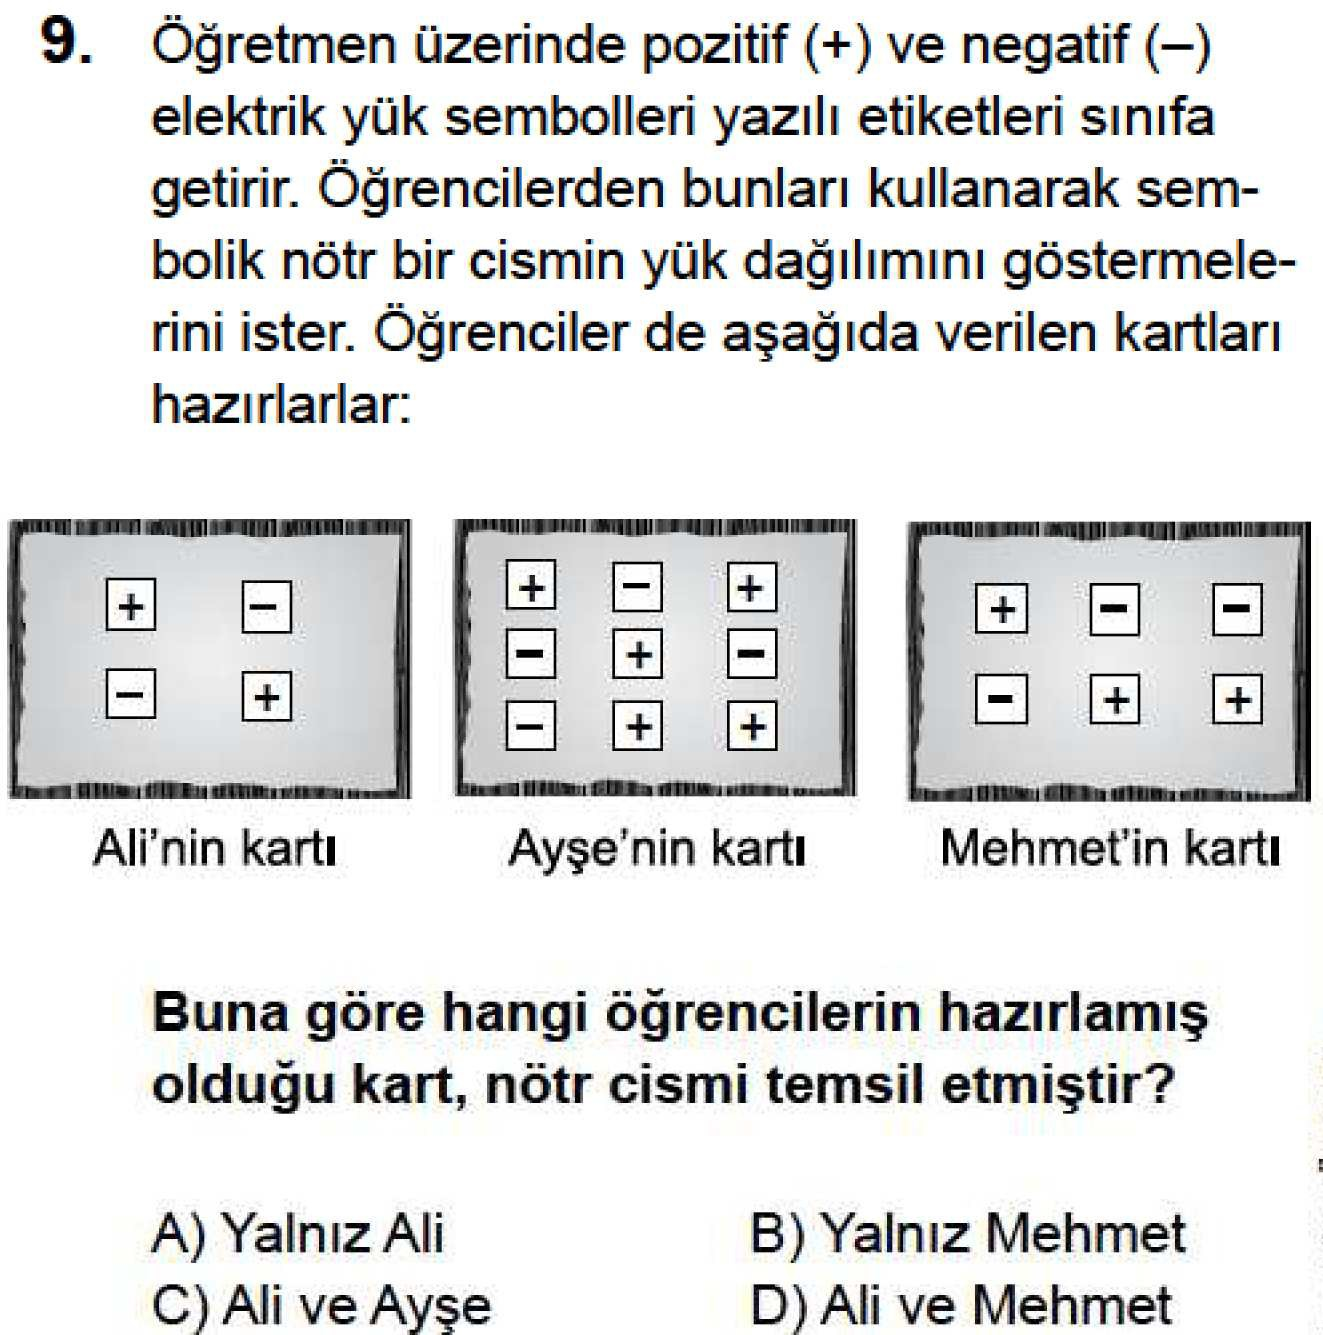 9. Öğretmen üzerinde pozitif (+) ve negatif (–)
elektrik yük sembolleri yazılı etiketleri sınıfa
getirir. Öğrencilerden bunları kullanarak sem-
bolik nötr bir cismin yük dağılımını göstermele-
rini ister. Öğrenciler de aşağıda verilen kartları
hazırlarlar:
+ –
– +
Ali’nin kartı
+ – +
– + –
– + +
Ayşe’nin kartı
+ – –
– + +
Mehmet’in kartı
Buna göre hangi öğrencilerin hazırlamış
olduğu kart, nötr cismi temsil etmiştir?
A) Yalnız Ali B) Yalnız Mehmet
C) Ali ve Ayşe D) Ali ve Mehmet